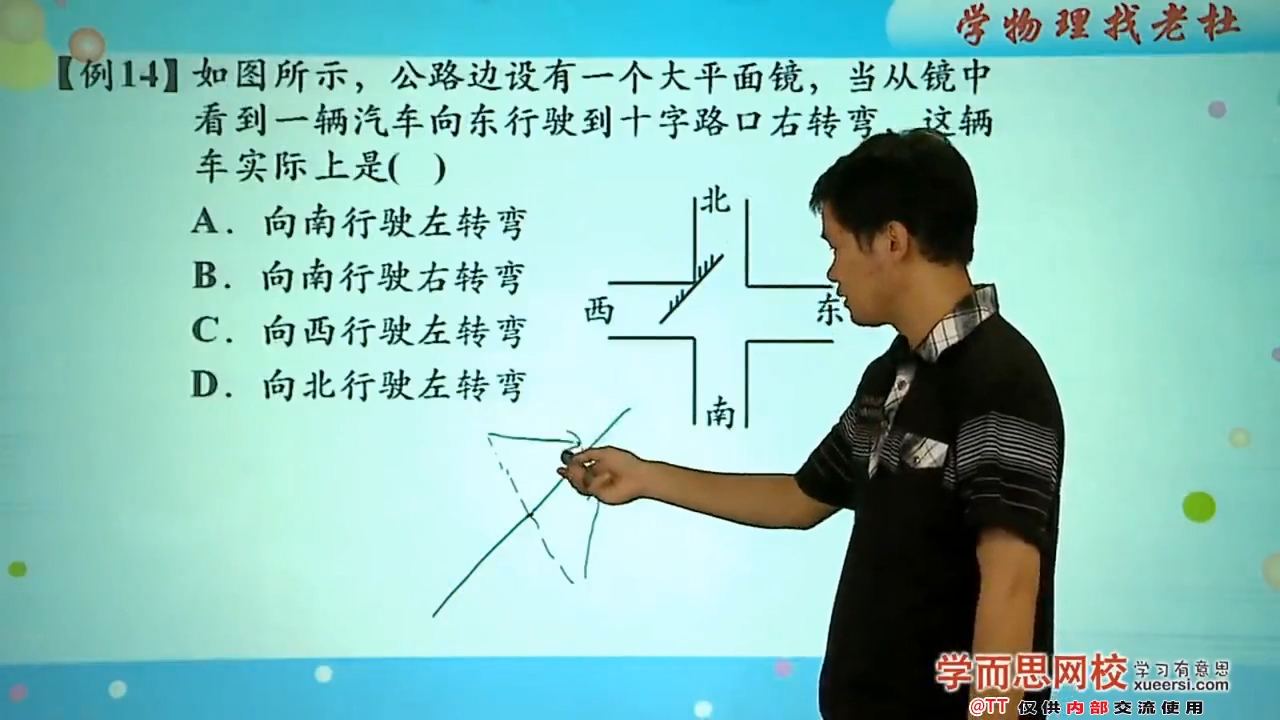 学物理找老杜
【例14】如图所示，公路边设有一个大平面镜，当从镜中
看到一辆汽车向东行驶到十字路口右转弯，这辆
车实际上是( )
A. 向南行驶左转弯
B. 向南行驶右转弯
C. 向西行驶左转弯
D. 向北行驶左转弯
北
西
东
南
学而思网校 学习有意思
xueersi.com
@TT 仅供内部交流使用